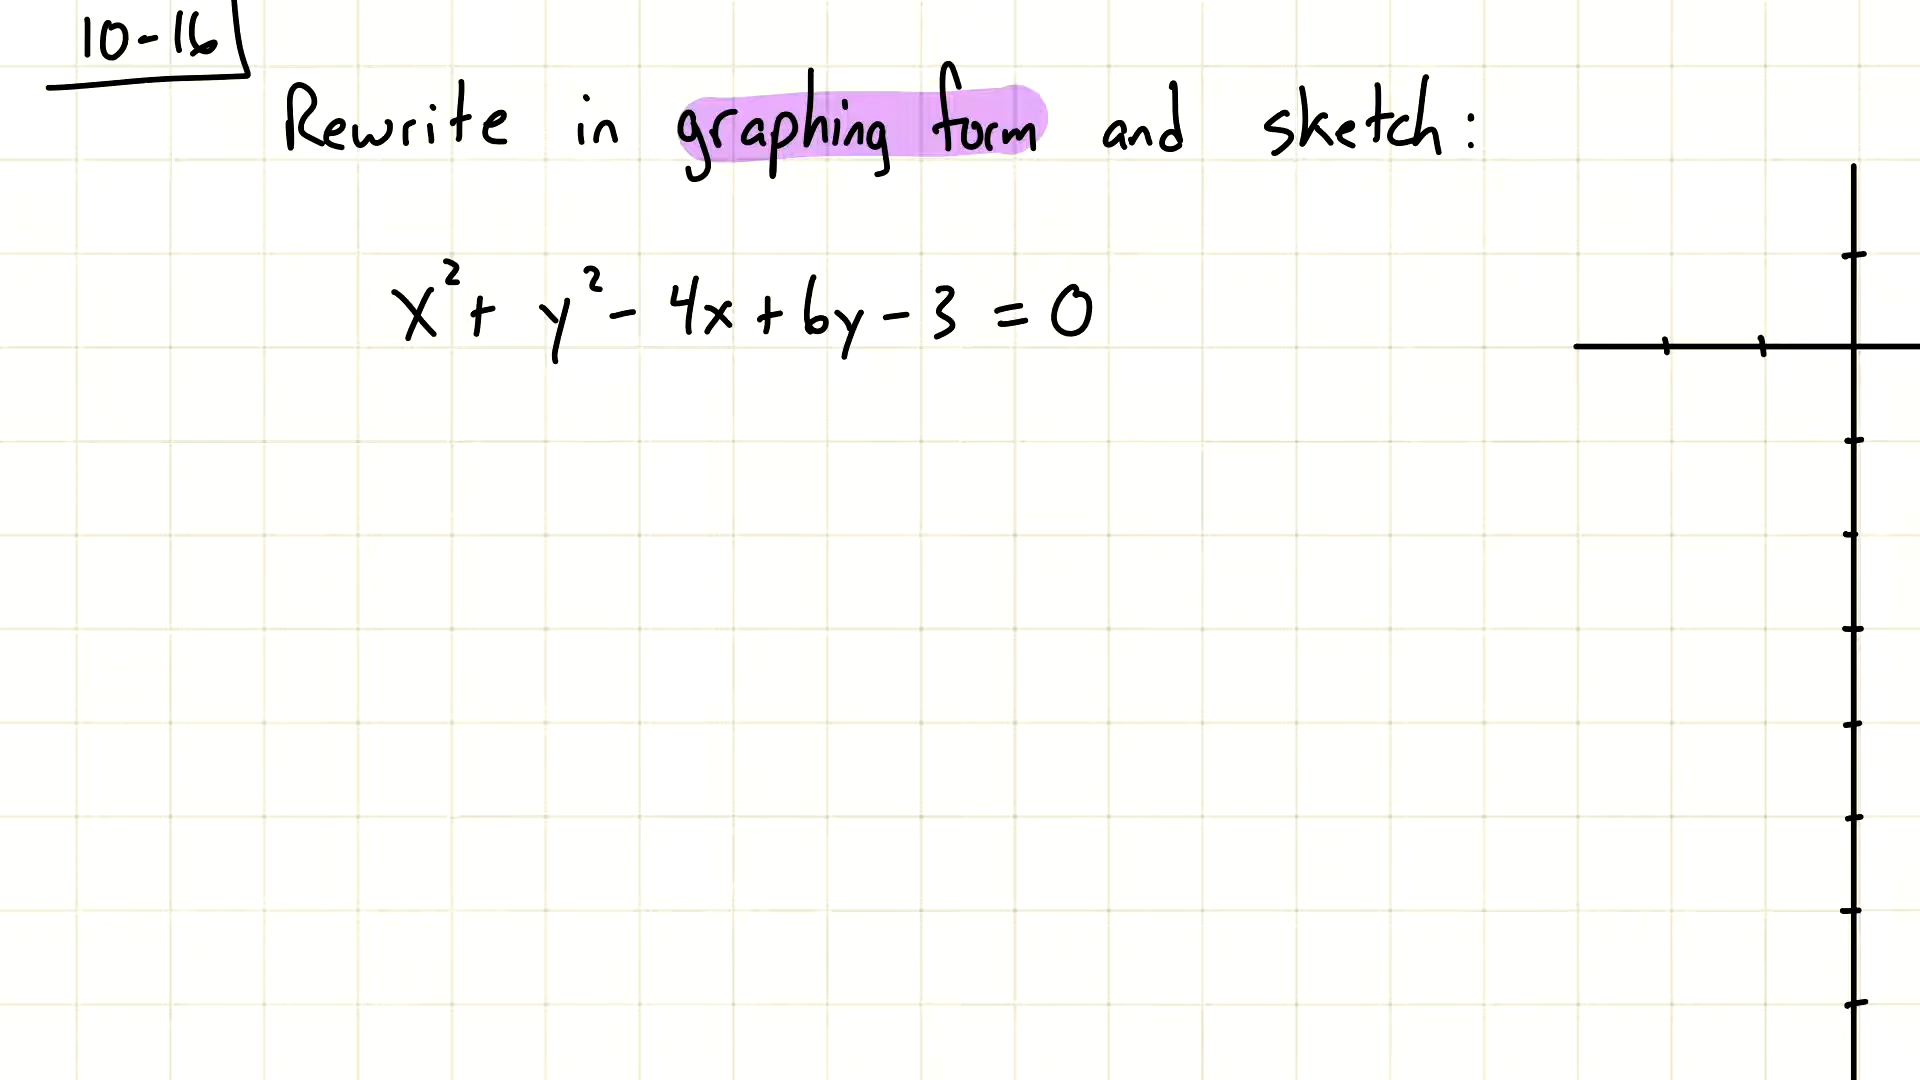 10-16
Rewrite in graphing form and sketch:
x² + y² - 4x + 6y - 3 = 0